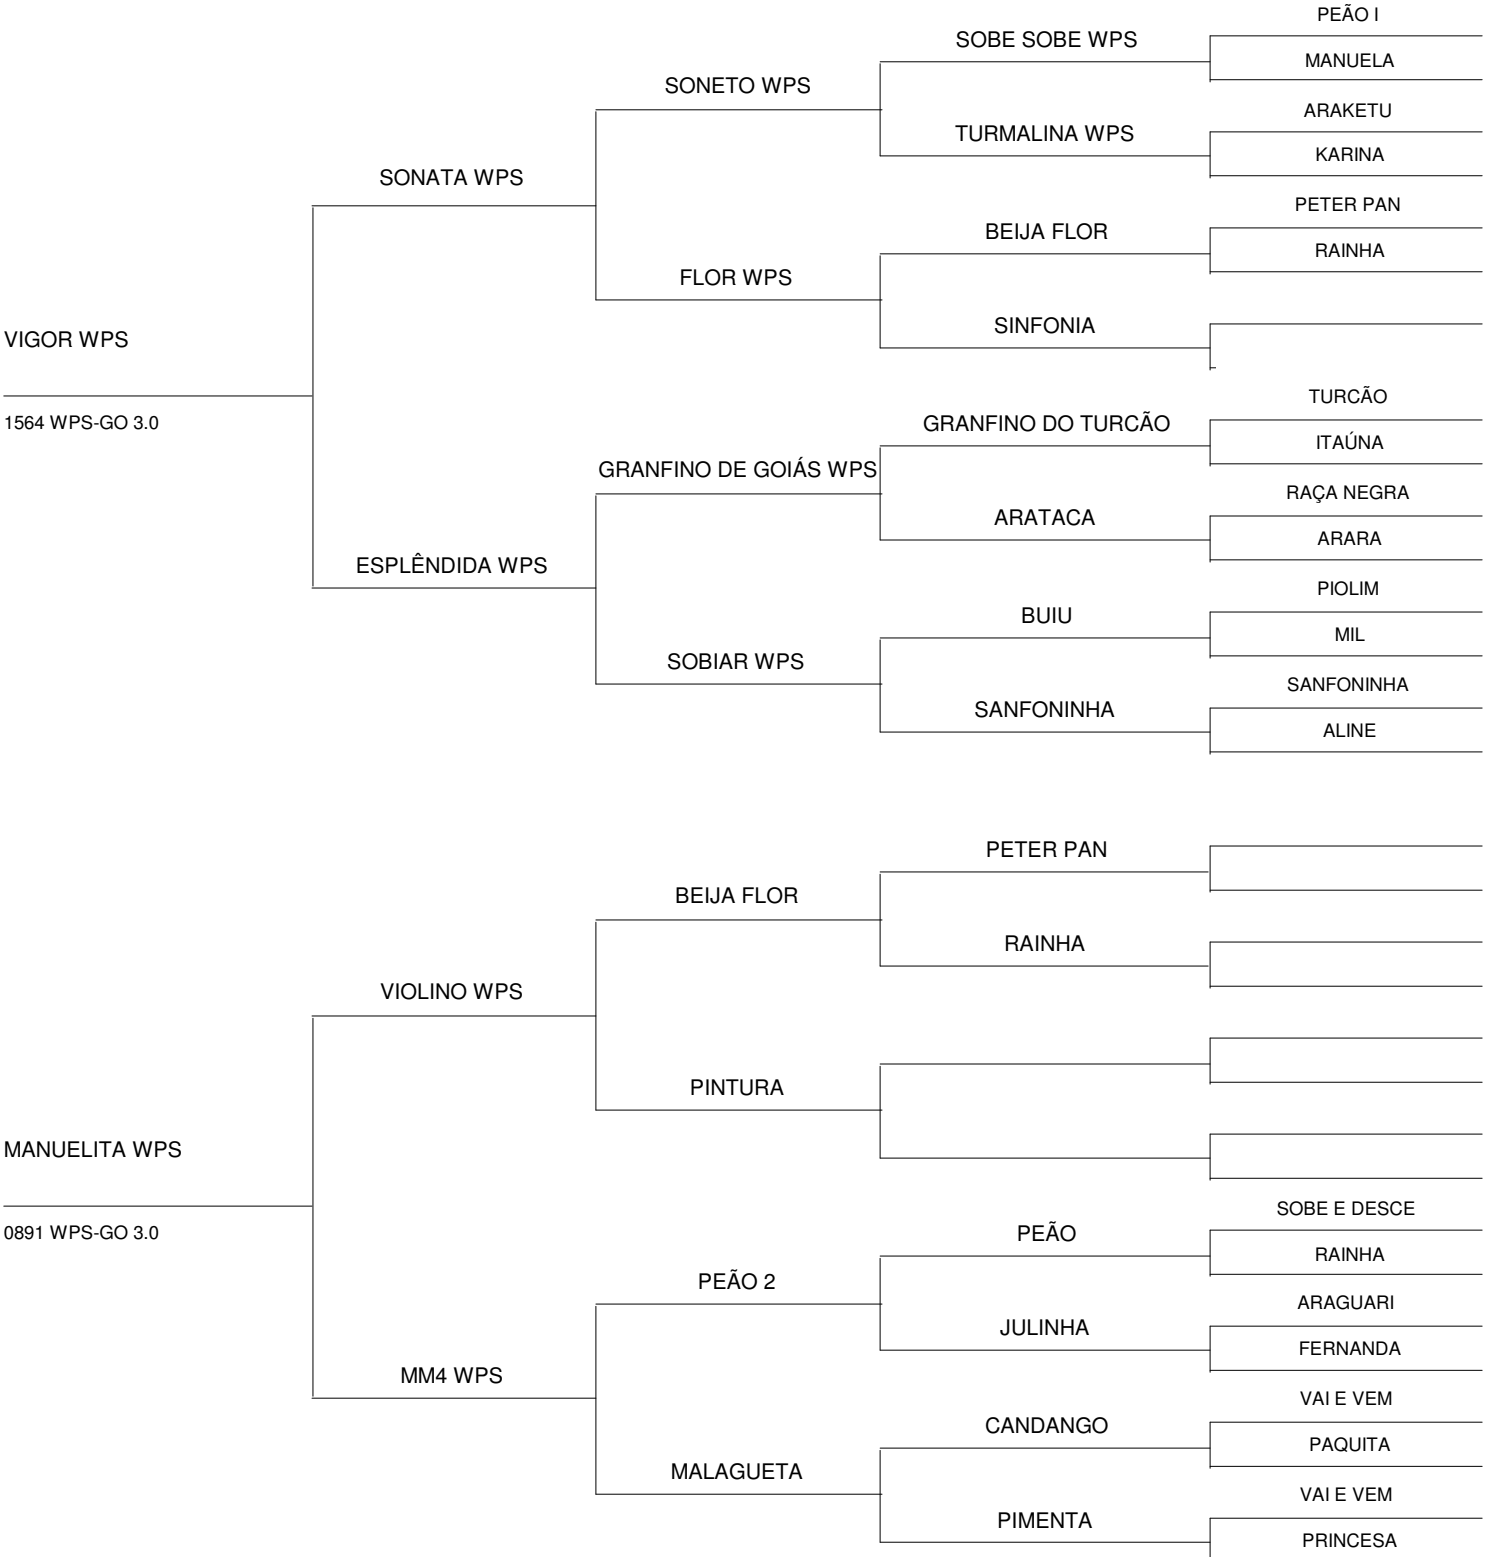 PEÃO I
SOBE SOBE WPS
MANUELA
SONETO WPS
ARAKETU
TURMALINA WPS
KARINA
SONATA WPS
PETER PAN
BEIJA FLOR
RAINHA
FLOR WPS
SINFONIA
VIGOR WPS
1564 WPS-GO 3.0
TURCÃO
GRANFINO DO TURCÃO
ITAÚNA
GRANFINO DE GOIÁS WPS
RAÇA NEGRA
ARATACA
ARARA
ESPLÊNDIDA WPS
PIOLIM
BUIU
MIL
SOBIAR WPS
SANFONINHA
SANFONINHA
ALINE
PETER PAN
BEIJA FLOR
RAINHA
VIOLINO WPS
PINTURA
MANUELITA WPS
0891 WPS-GO 3.0
SOBE E DESCE
PEÃO
RAINHA
PEÃO 2
ARAGUARI
JULINHA
FERNANDA
MM4 WPS
VAI E VEM
CANDANGO
PAQUITA
MALAGUETA
VAI E VEM
PIMENTA
PRINCESA